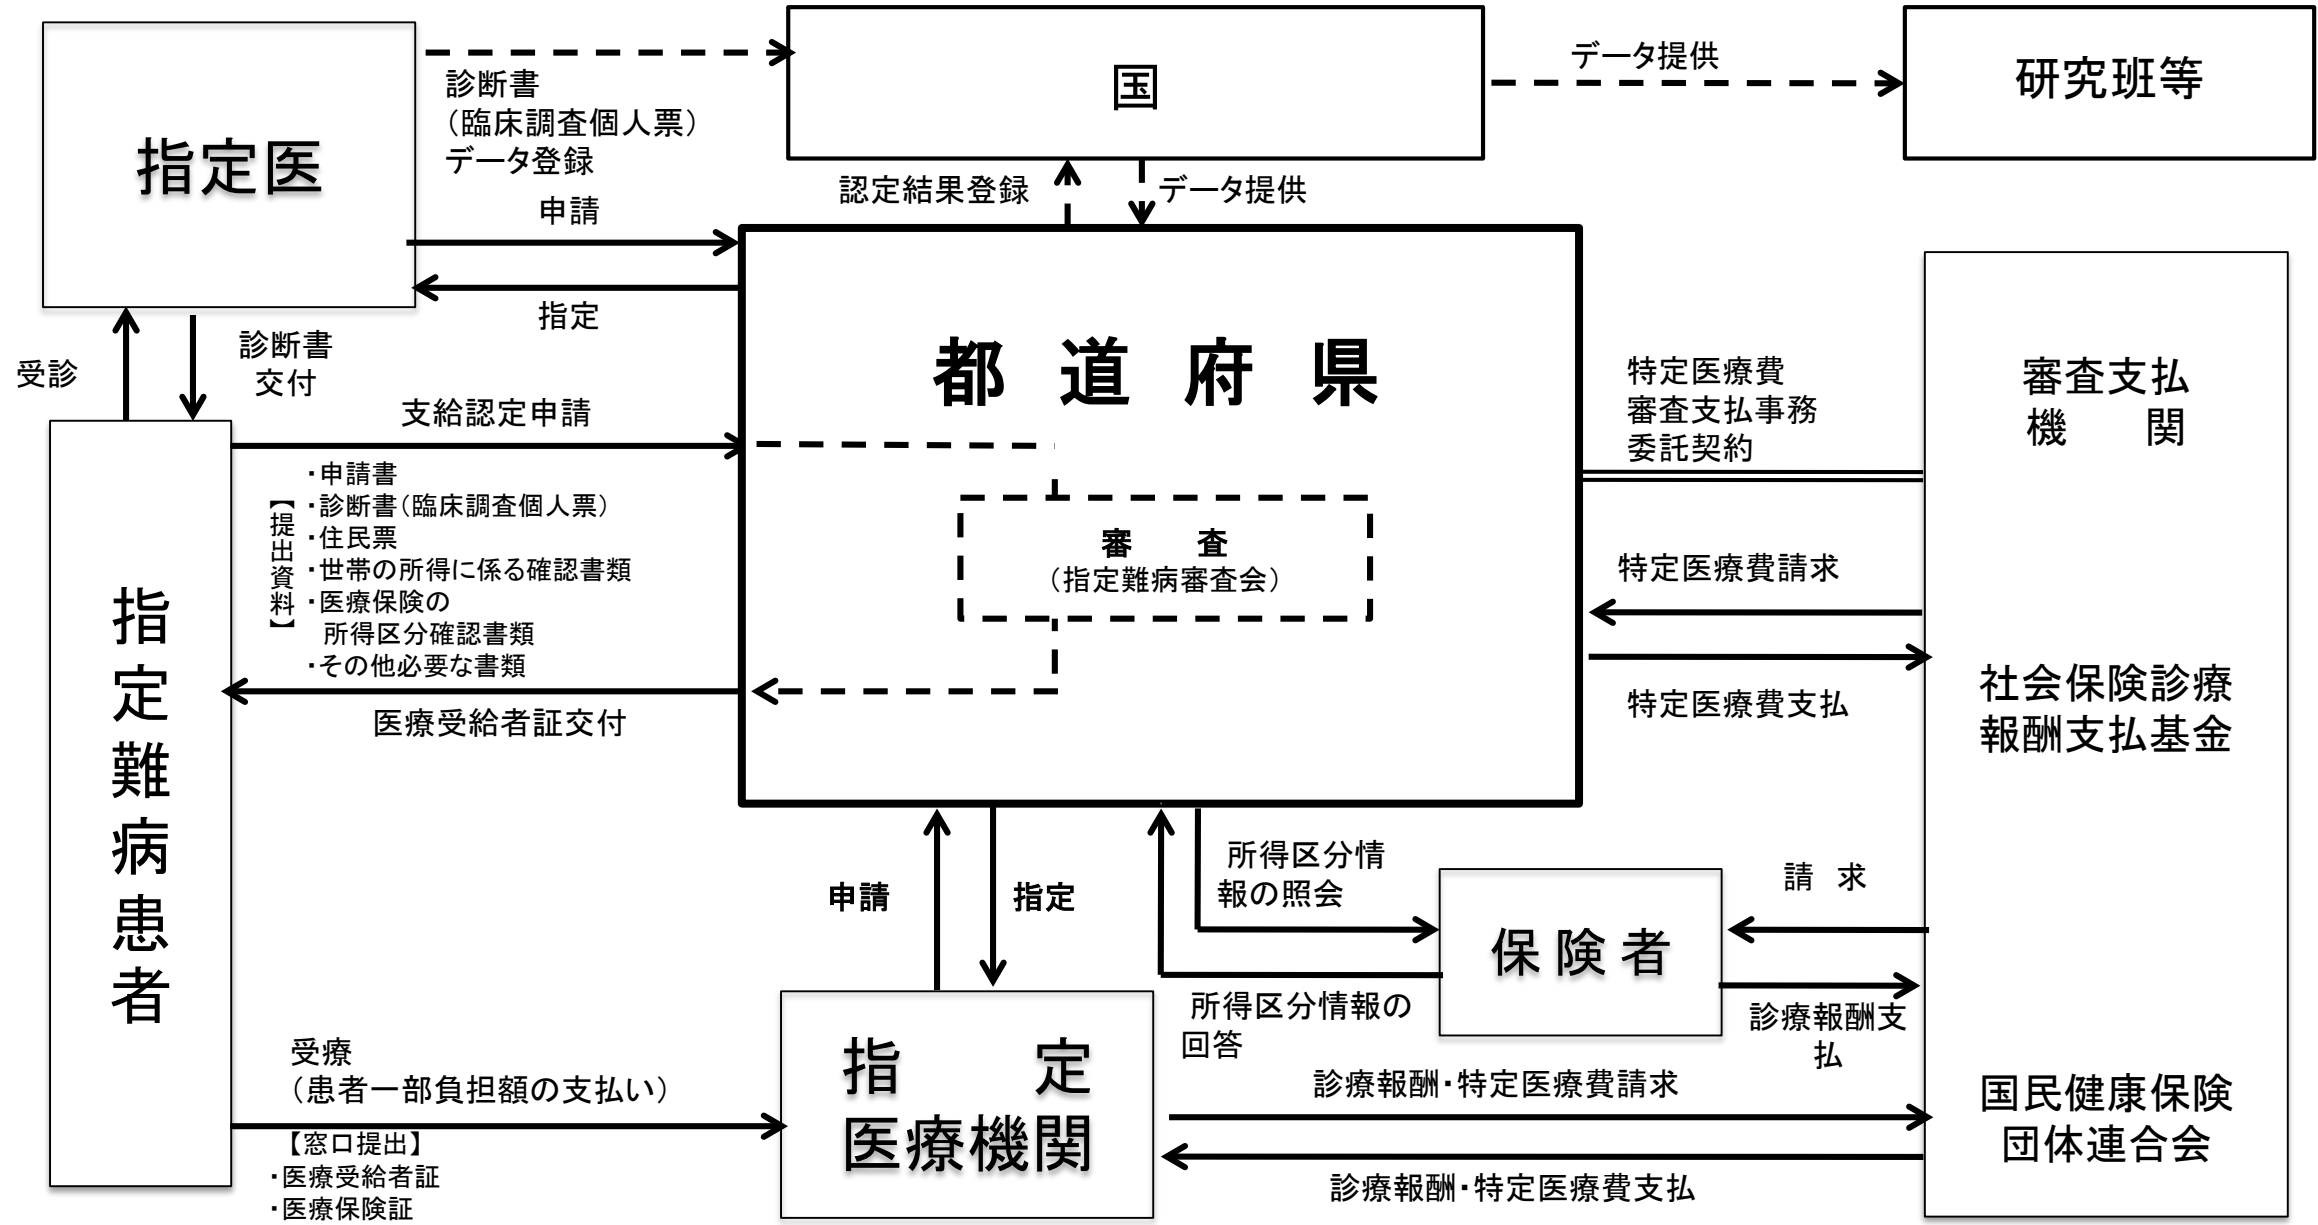 指定医
診断書
（臨床調査個人票）
データ登録
国
データ提供
研究班等
認定結果登録
データ提供
申請
指定
受診
診断書
交付
都　道　府　県
支給認定申請
【提出資料】
・申請書
・診断書（臨床調査個人票）
・住民票
・世帯の所得に係る確認書類
・医療保険の
所得区分確認書類
・その他必要な書類
審　　査
（指定難病審査会）
医療受給者証交付
指定難病患者
特定医療費
審査支払事務
委託契約
特定医療費請求
特定医療費支払
審査支払
機　　関
社会保険診療
報酬支払基金
国民健康保険
団体連合会
申請
指定
所得区分情
報の照会
保険者
請　求
診療報酬支
払
所得区分情報の
回答
受療
（患者一部負担額の支払い）
【窓口提出】
・医療受給者証
・医療保険証
指　　定
医療機関
診療報酬・特定医療費請求
診療報酬・特定医療費支払